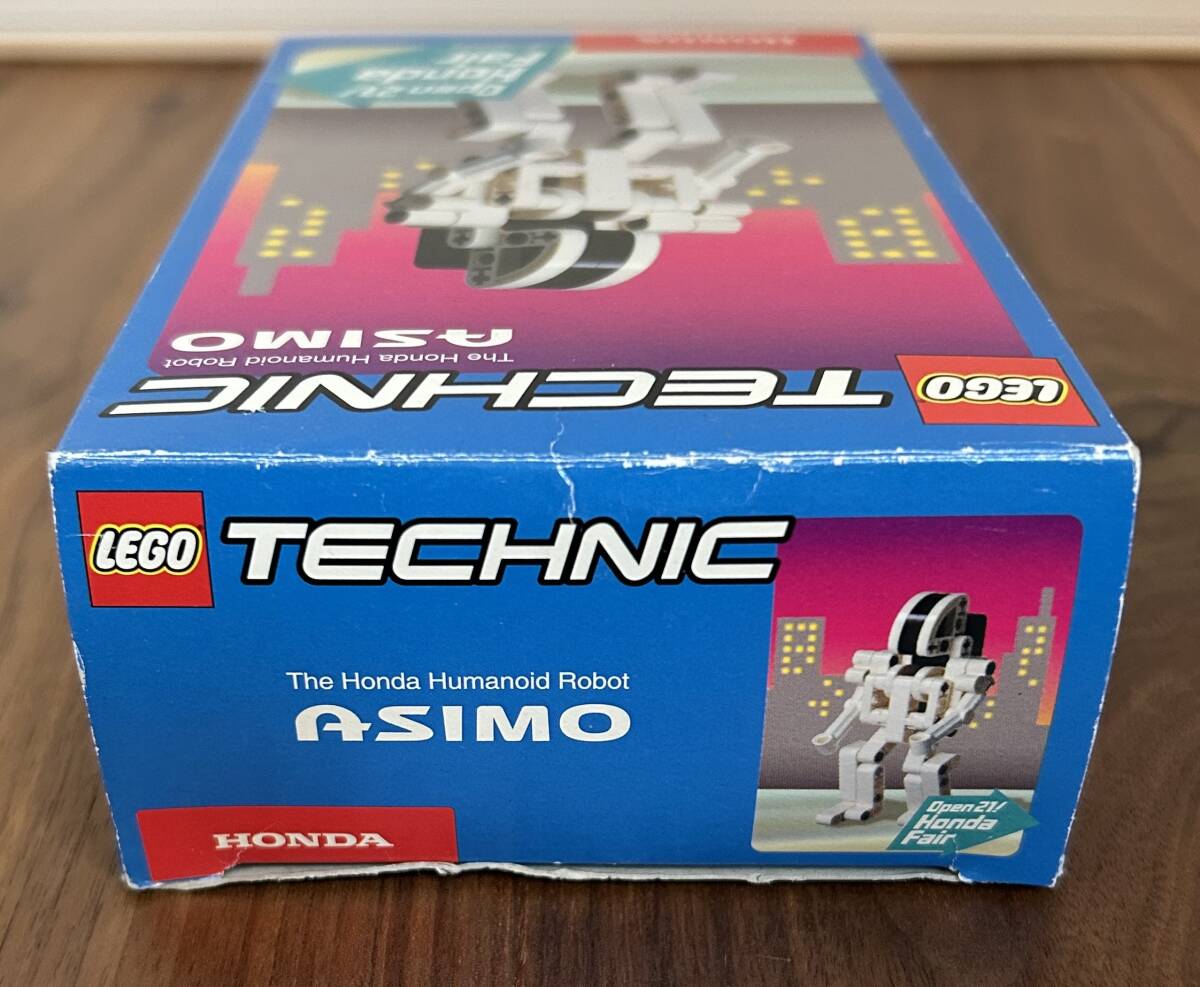 HONDA
Open 21!
Honda
Fair
ASIMO
The Honda Humanoid Robot
TECHNIC
LEGO
LEGO
TECHNIC
The Honda Humanoid Robot
ASIMO
HONDA
Open 21!
Honda
Fair